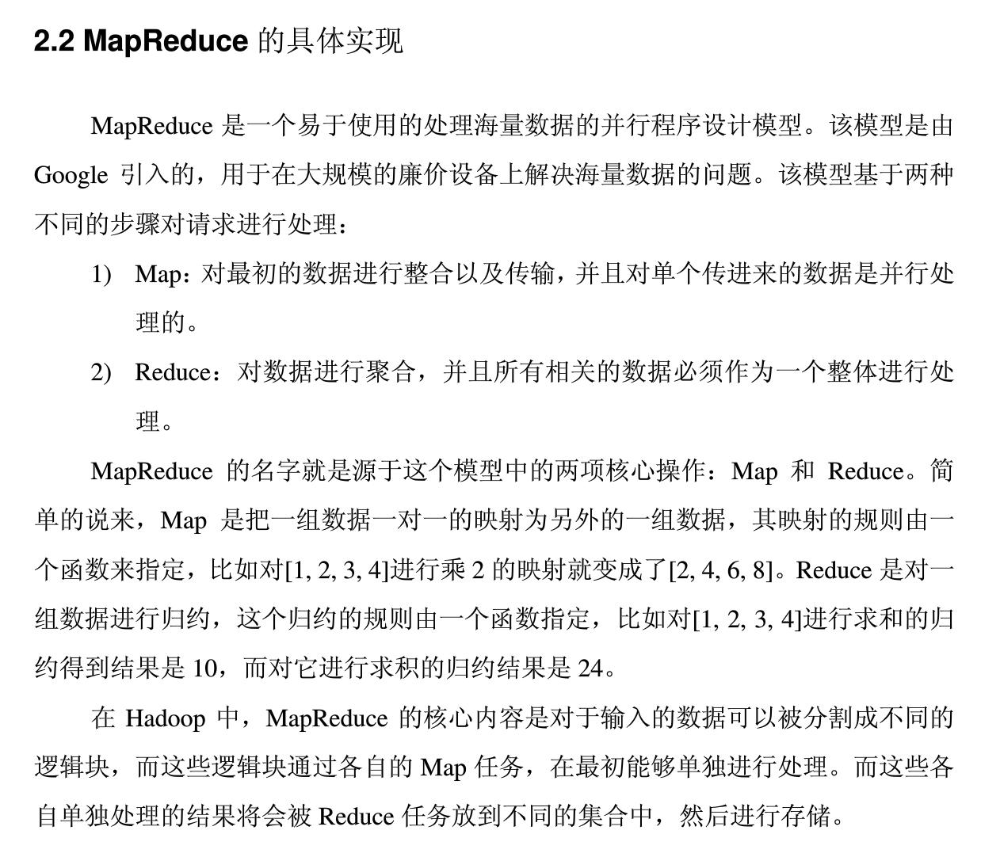 2.2 MapReduce 的具体实现
MapReduce 是一个易于使用的处理海量数据的并行程序设计模型。该模型是由
Google 引入的，用于在大规模的廉价设备上解决海量数据的问题。该模型基于两种
不同的步骤对请求进行处理：
1) Map：对最初的数据进行整合以及传输，并且对单个传进来的数据是并行处
理的。
2) Reduce：对数据进行聚合，并且所有相关的数据必须作为一个整体进行处
理。
MapReduce 的名字就是源于这个模型中的两项核心操作：Map 和 Reduce。简
单的说来，Map 是把一组数据一对一的映射为另外的一组数据，其映射的规则由一
个函数来指定，比如对[1, 2, 3, 4]进行乘 2 的映射就变成了[2, 4, 6, 8]。Reduce 是对一
组数据进行归约，这个归约的规则由一个函数指定，比如对[1, 2, 3, 4]进行求和的归
约得到结果是 10，而对它进行求积的归约结果是 24。
在 Hadoop 中，MapReduce 的核心内容是对于输入的数据可以被分割成不同的
逻辑块，而这些逻辑块通过各自的 Map 任务，在最初能够单独进行处理。而这些各
自单独处理的结果将会被 Reduce 任务放到不同的集合中，然后进行存储。